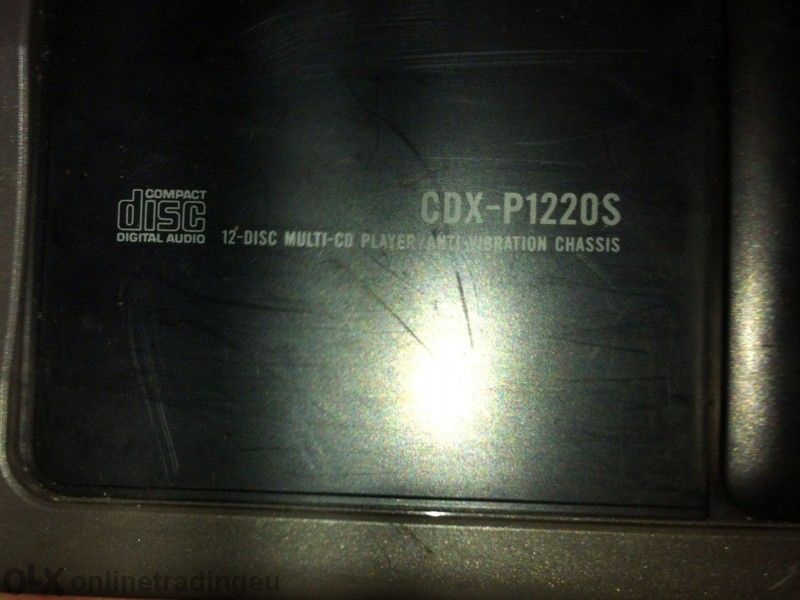 COMPACT
disc
DIGITAL AUDIO
CDX-P1220S
12-DISC MULTI-CD PLAYER/ANTI-VIBRATION CHASSIS
OLX onlinetradingeu